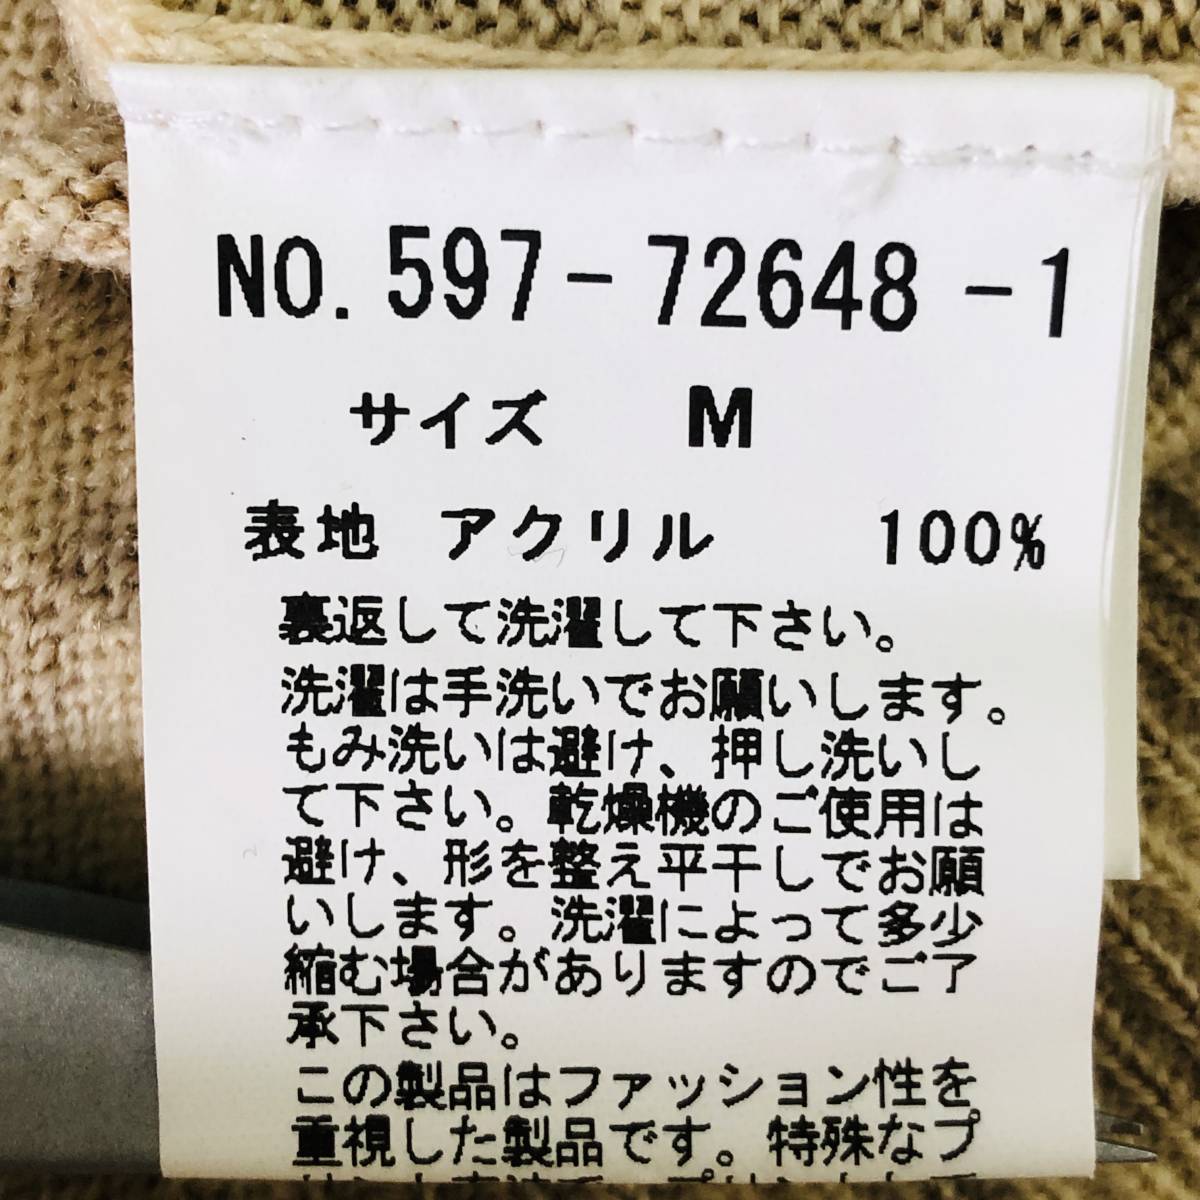 NO. 597-72648-1
サイズ M
表地 アクリル 100%
裏返して洗濯して下さい。
洗濯は手洗いでお願いします。
もみ洗いは避け、押し洗いし
て下さい。乾燥機のご使用は
避け、形を整え平干しでお願
いします。洗濯によって多少
縮む場合がありますのでご了
承下さい。
この製品はファッション性を
重視した製品です。特殊なプ